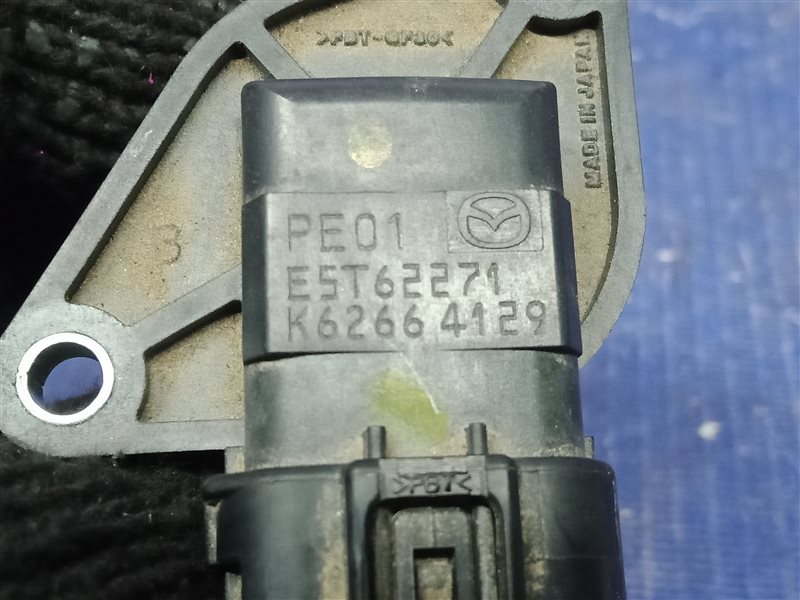 >PBT-GF30<
MADE IN JAPAN
B
PE01
E5T62271
K6266 4129
>PBT<